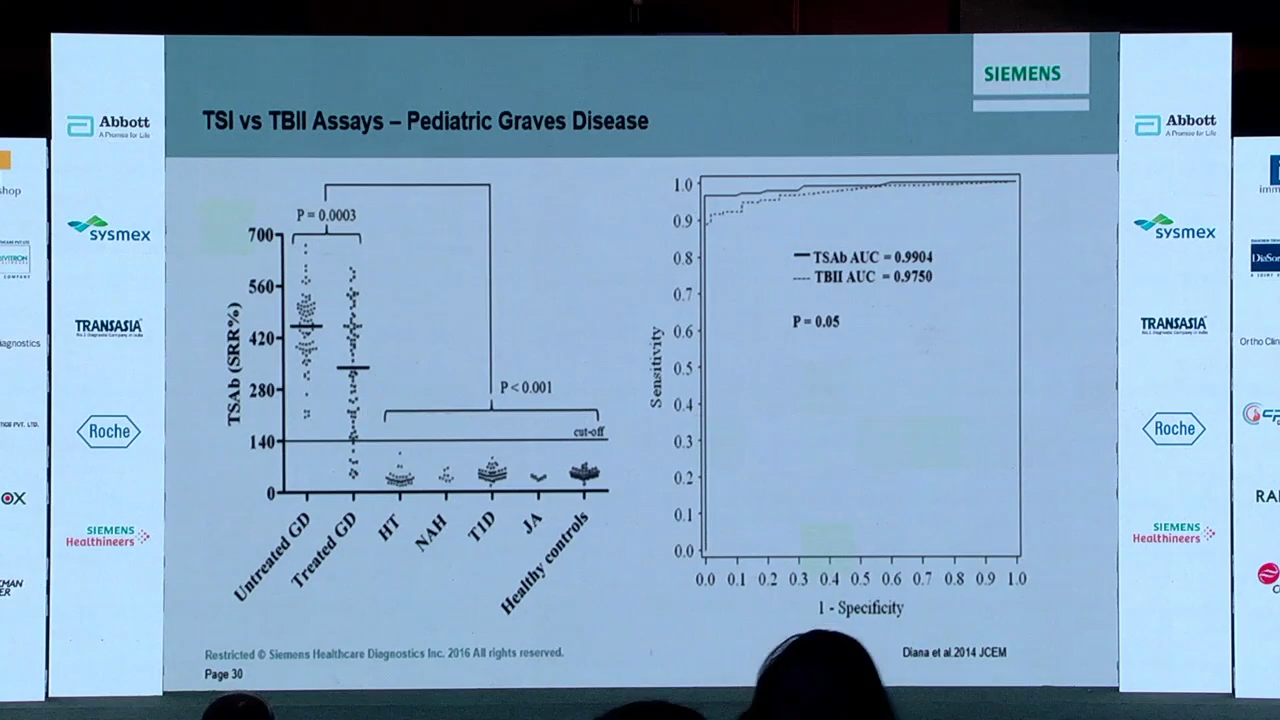 SIEMENS
TSI vs TBII Assays – Pediatric Graves Disease
P = 0.0003
700
560
420
280
140
0
TSAb (SRR%)
P < 0.001
cut-off
Untreated GD
Treated GD
HT
NAH
T1D
JA
Healthy controls
1.0
0.9
0.8
0.7
0.6
0.5
0.4
0.3
0.2
0.1
0.0
Sensitivity
TSAb AUC = 0.9904
TBII AUC = 0.9750
P = 0.05
0.0 0.1 0.2 0.3 0.4 0.5 0.6 0.7 0.8 0.9 1.0
1 - Specificity
Restricted © Siemens Healthcare Diagnostics Inc. 2016 All rights reserved.
Page 30
Diana et al.2014 JCEM
Abbott
A Promise for Life
sysmex
TRANSASIA
Roche
SIEMENS
Healthineers
Abbott
A Promise for Life
sysmex
TRANSASIA
Roche
SIEMENS
Healthineers
shop
agnostics
OX
Ortho Clin